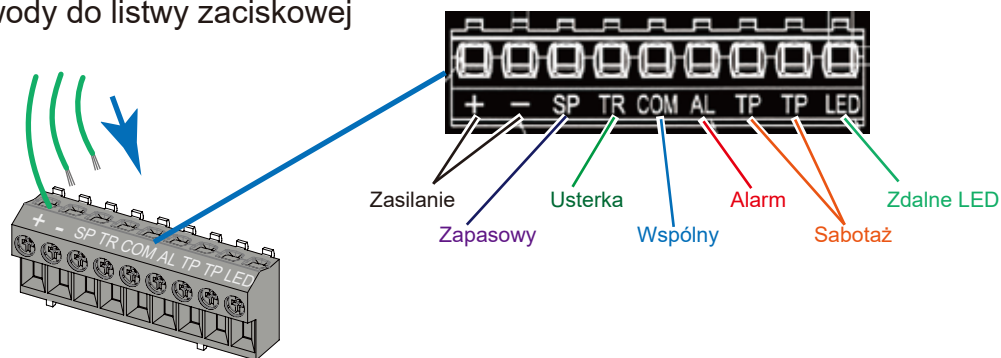 wody do listwy zaciskowej
+ - SP TR COM AL TP TP LED
Zasilanie
Usterka
Alarm
Zdalne LED
Zapasowy
Wspólny
Sabotaż
+ - SP TR COM AL TP TP LED